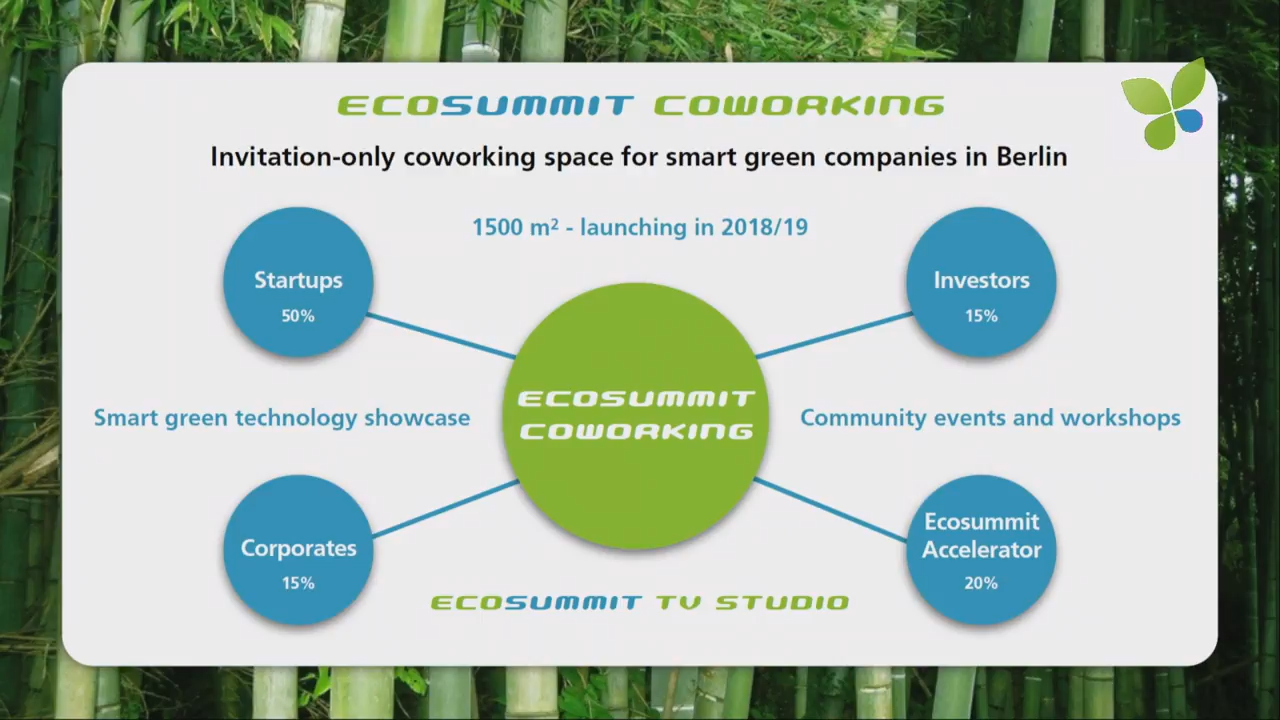 ECOSUMMIT COWORKING
Invitation-only coworking space for smart green companies in Berlin
1500 m² - launching in 2018/19
Startups
50%
Investors
15%
Smart green technology showcase
ECOSUMMIT
COWORKING
Community events and workshops
Corporates
15%
Ecosummit
Accelerator
20%
ECOSUMMIT TV STUDIO